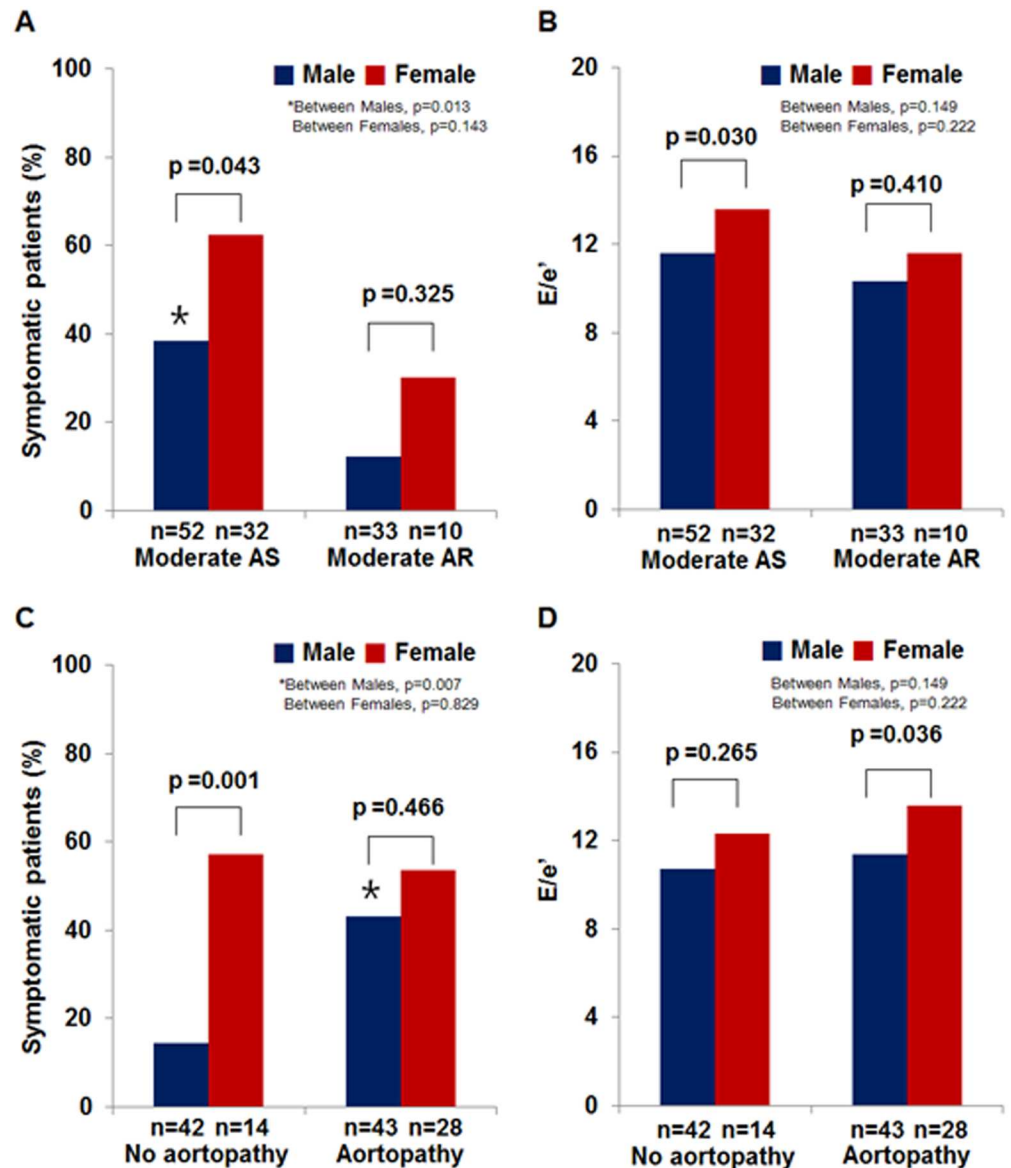 A
100
80
60
40
20
0
Symptomatic patients (%)
Male Female
*Between Males, p=0.013
Between Females, p=0.143
p =0.043
*
p =0.325
n=52 n=32 n=33 n=10
Moderate AS Moderate AR
B
20
16
12
8
4
0
E/e'
Male Female
Between Males, p=0.149
Between Females, p=0.222
p =0.030
p =0.410
n=52 n=32 n=33 n=10
Moderate AS Moderate AR
C
100
80
60
40
20
0
Symptomatic patients (%)
Male Female
*Between Males, p=0.007
Between Females, p=0.829
p =0.001
p =0.466
*
n=42 n=14 n=43 n=28
No aortopathy Aortopathy
D
20
16
12
8
4
0
E/e'
Male Female
Between Males, p=0.149
Between Females, p=0.222
p =0.265
p =0.036
n=42 n=14 n=43 n=28
No aortopathy Aortopathy